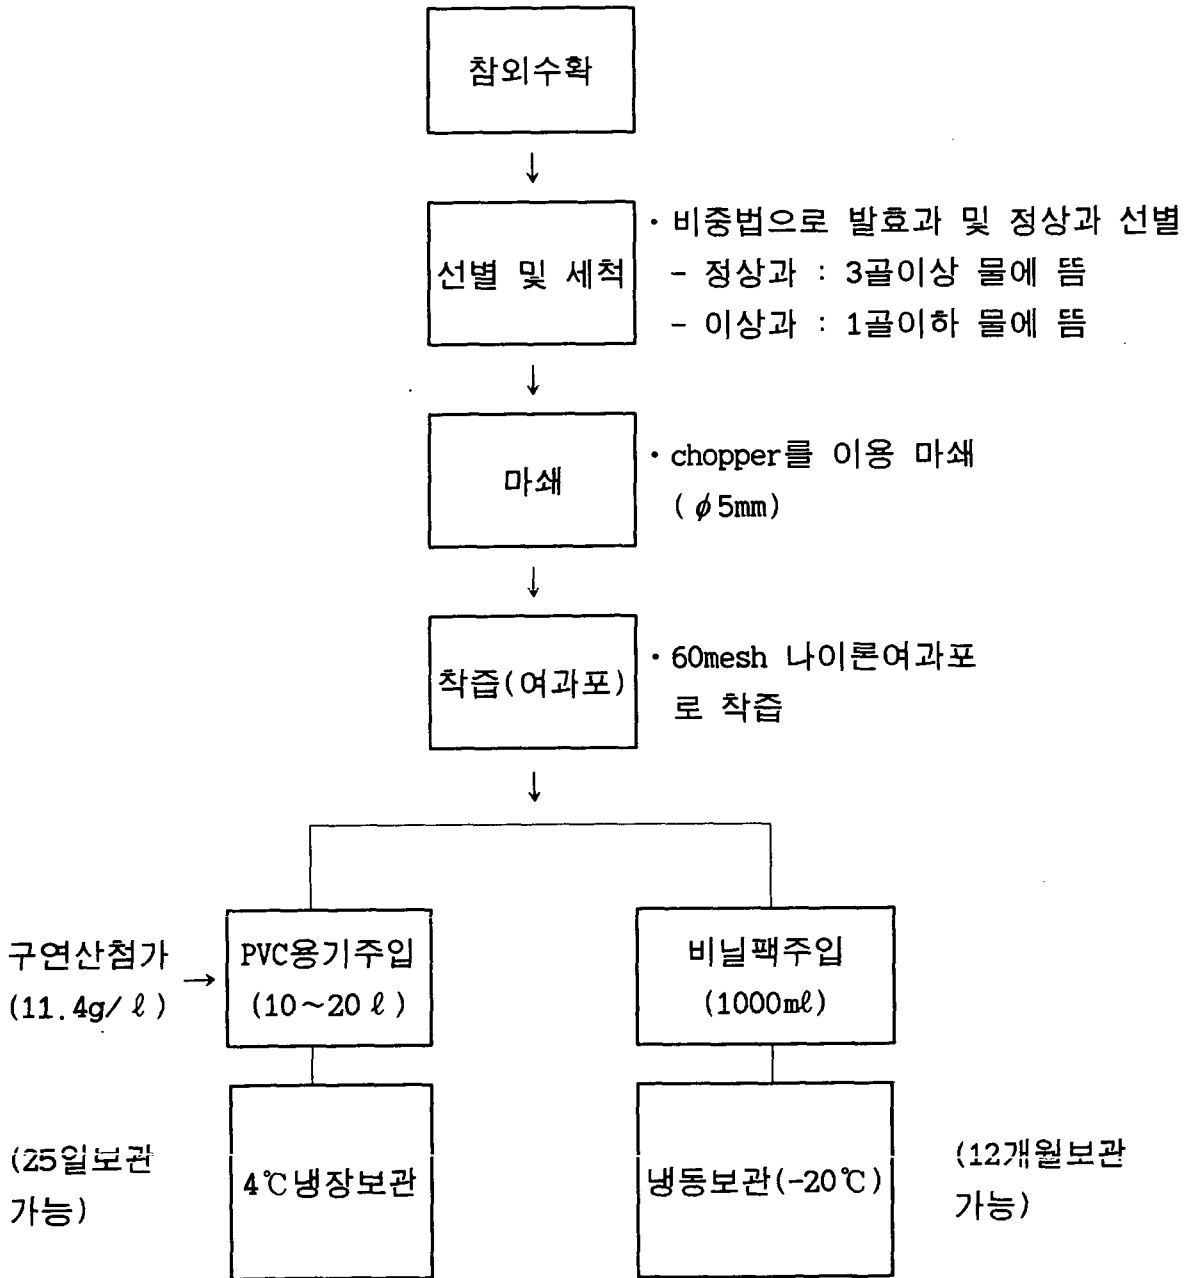 참외수확
↓
선별 및 세척
· 비중법으로 발효과 및 정상과 선별
- 정상과 : 3골이상 물에 뜸
- 이상과 : 1골이하 물에 뜸
↓
마쇄
· chopper를 이용 마쇄
( ϕ5mm)
↓
착즙(여과포)
· 60mesh 나이론여과포
로 착즙
↓
구연산첨가
(11.4g/ℓ)
→
PVC용기주입
(10~20ℓ)
비닐팩주입
(1000㎖)
(25일보관
가능)
4℃냉장보관
냉동보관(-20℃)
(12개월보관
가능)